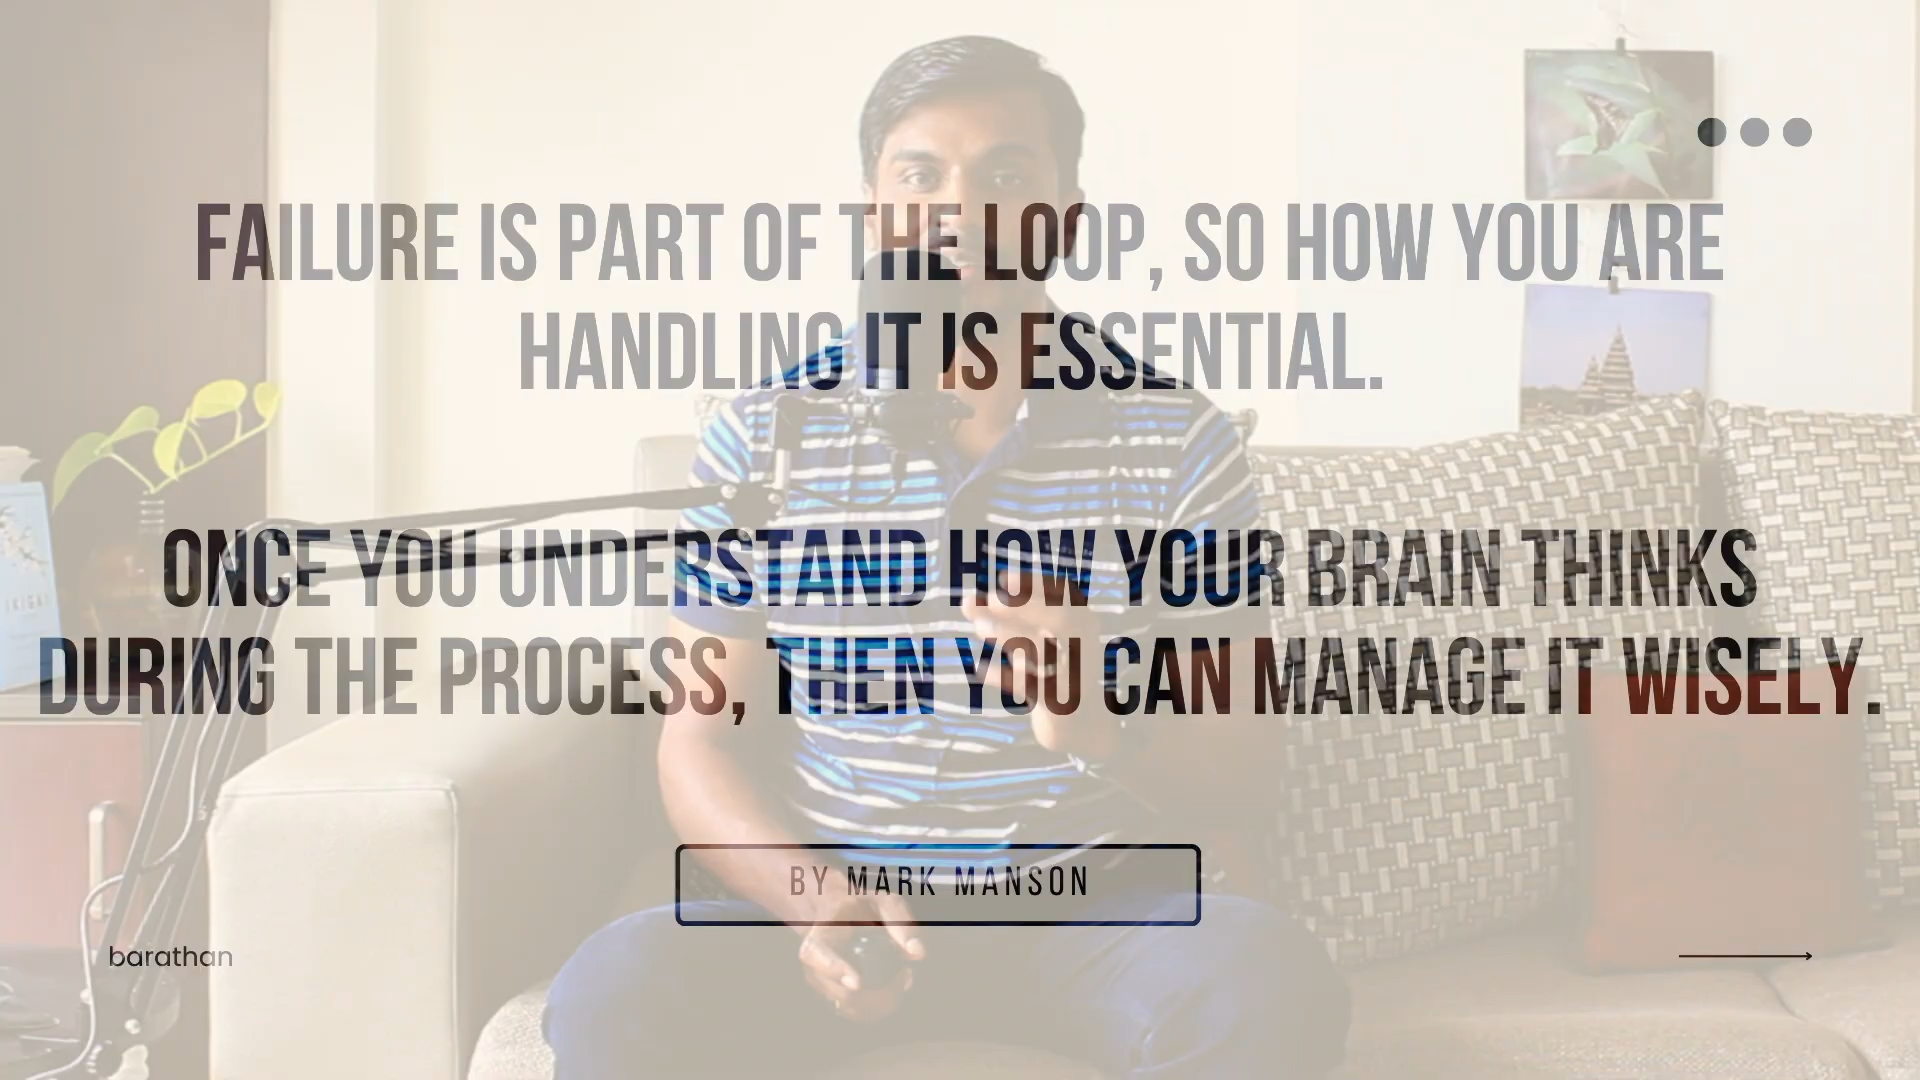 FAILURE IS PART OF THE LOOP, SO HOW YOU ARE
HANDLING IT IS ESSENTIAL.
ONCE YOU UNDERSTAND HOW YOUR BRAIN THINKS
DURING THE PROCESS, THEN YOU CAN MANAGE IT WISELY.
BY MARK MANSON
barathan
IKIGAI